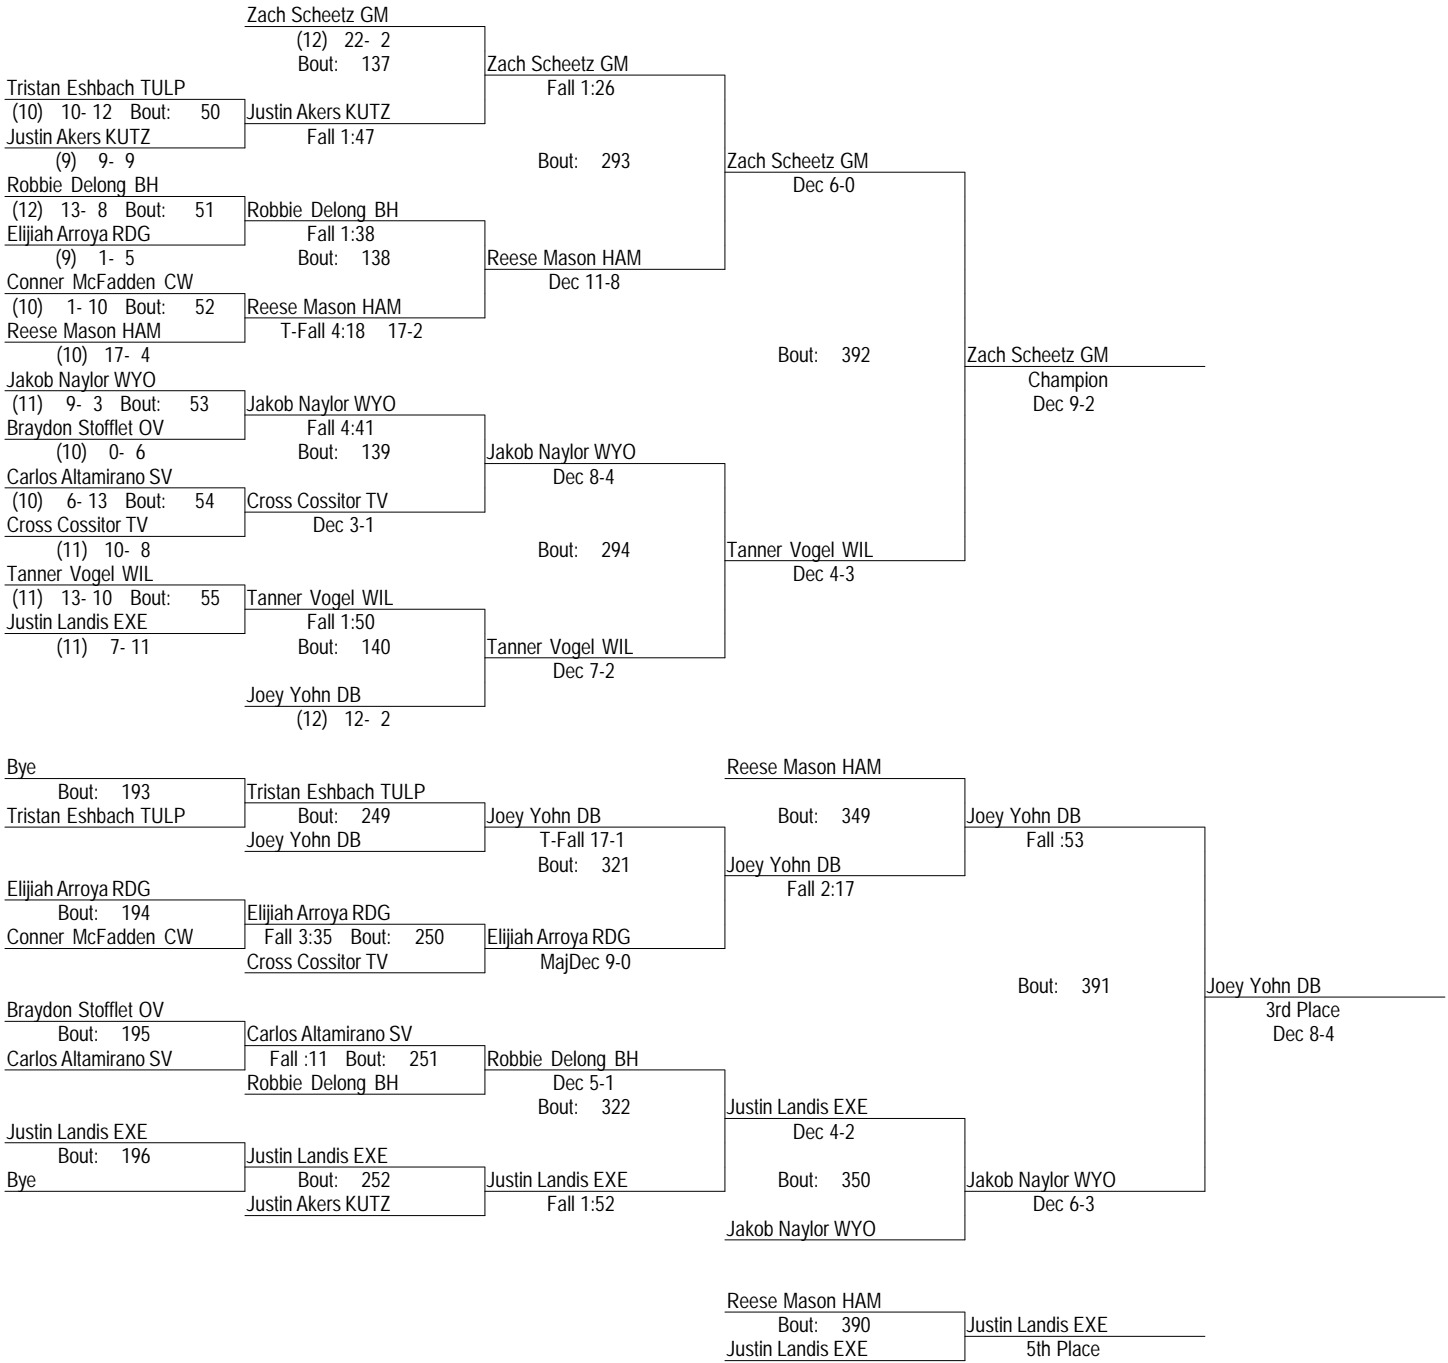 Zach Scheetz GM
(12) 22- 2
Bout: 137
Zach Scheetz GM
Fall 1:26
Tristan Eshbach TULP
(10) 10- 12 Bout: 50
Justin Akers KUTZ
Justin Akers KUTZ
Fall 1:47
(9) 9- 9
Bout: 293
Zach Scheetz GM
Dec 6-0
Robbie Delong BH
(12) 13- 8 Bout: 51
Robbie Delong BH
Elijiah Arroya RDG
Fall 1:38
(9) 1- 5
Bout: 138
Reese Mason HAM
Dec 11-8
Conner McFadden CW
(10) 1- 10 Bout: 52
Reese Mason HAM
Reese Mason HAM
T-Fall 4:18 17-2
(10) 17- 4
Bout: 392
Zach Scheetz GM
Champion
Dec 9-2
Jakob Naylor WYO
(11) 9- 3 Bout: 53
Jakob Naylor WYO
Braydon Stofflet OV
Fall 4:41
(10) 0- 6
Bout: 139
Jakob Naylor WYO
Dec 8-4
Carlos Altamirano SV
(10) 6- 13 Bout: 54
Cross Cossitor TV
Cross Cossitor TV
Dec 3-1
(11) 10- 8
Bout: 294
Tanner Vogel WIL
Dec 4-3
Tanner Vogel WIL
(11) 13- 10 Bout: 55
Tanner Vogel WIL
Justin Landis EXE
Fall 1:50
(11) 7- 11
Bout: 140
Tanner Vogel WIL
Dec 7-2
Joey Yohn DB
(12) 12- 2
Bye
Bout: 193
Tristan Eshbach TULP
Tristan Eshbach TULP
Bout: 249
Joey Yohn DB
Joey Yohn DB
T-Fall 17-1
Bout: 321
Reese Mason HAM
Bout: 349
Joey Yohn DB
Fall 2:17
Joey Yohn DB
Fall :53
Elijiah Arroya RDG
Bout: 194
Conner McFadden CW
Elijiah Arroya RDG
Fall 3:35 Bout: 250
Cross Cossitor TV
Elijiah Arroya RDG
MajDec 9-0
Bout: 391
Joey Yohn DB
3rd Place
Dec 8-4
Braydon Stofflet OV
Bout: 195
Carlos Altamirano SV
Carlos Altamirano SV
Fall :11 Bout: 251
Robbie Delong BH
Robbie Delong BH
Dec 5-1
Bout: 322
Justin Landis EXE
Dec 4-2
Justin Landis EXE
Bout: 196
Bye
Justin Landis EXE
Bout: 252
Justin Akers KUTZ
Justin Landis EXE
Fall 1:52
Bout: 350
Jakob Naylor WYO
Jakob Naylor WYO
Dec 6-3
Reese Mason HAM
Bout: 390
Justin Landis EXE
Justin Landis EXE
5th Place